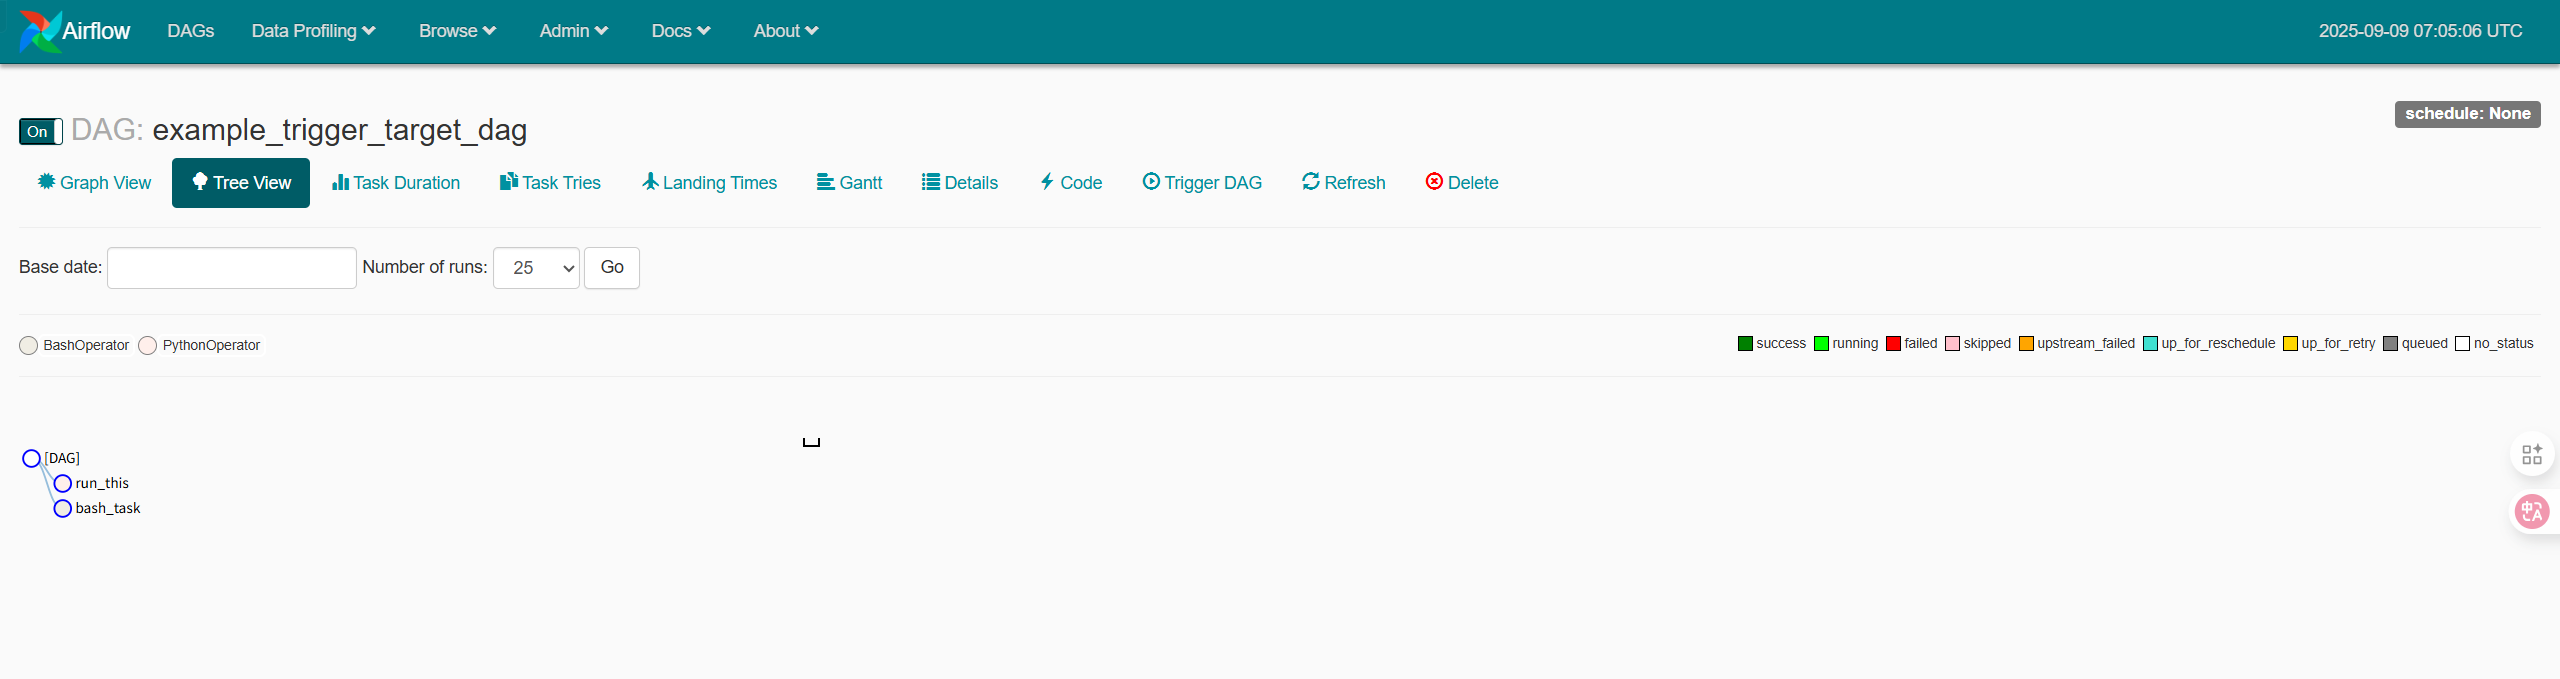 Airflow DAGs Data Profiling Browse Admin Docs About 2025-09-09 07:05:06 UTC
schedule: None
On DAG: example_trigger_target_dag
Graph View Tree View Task Duration Task Tries Landing Times Gantt Details Code Trigger DAG Refresh Delete
Base date: Number of runs: 25 Go
BashOperator PythonOperator success running failed skipped upstream_failed up_for_reschedule up_for_retry queued no_status
[DAG]
run_this
bash_task
中A